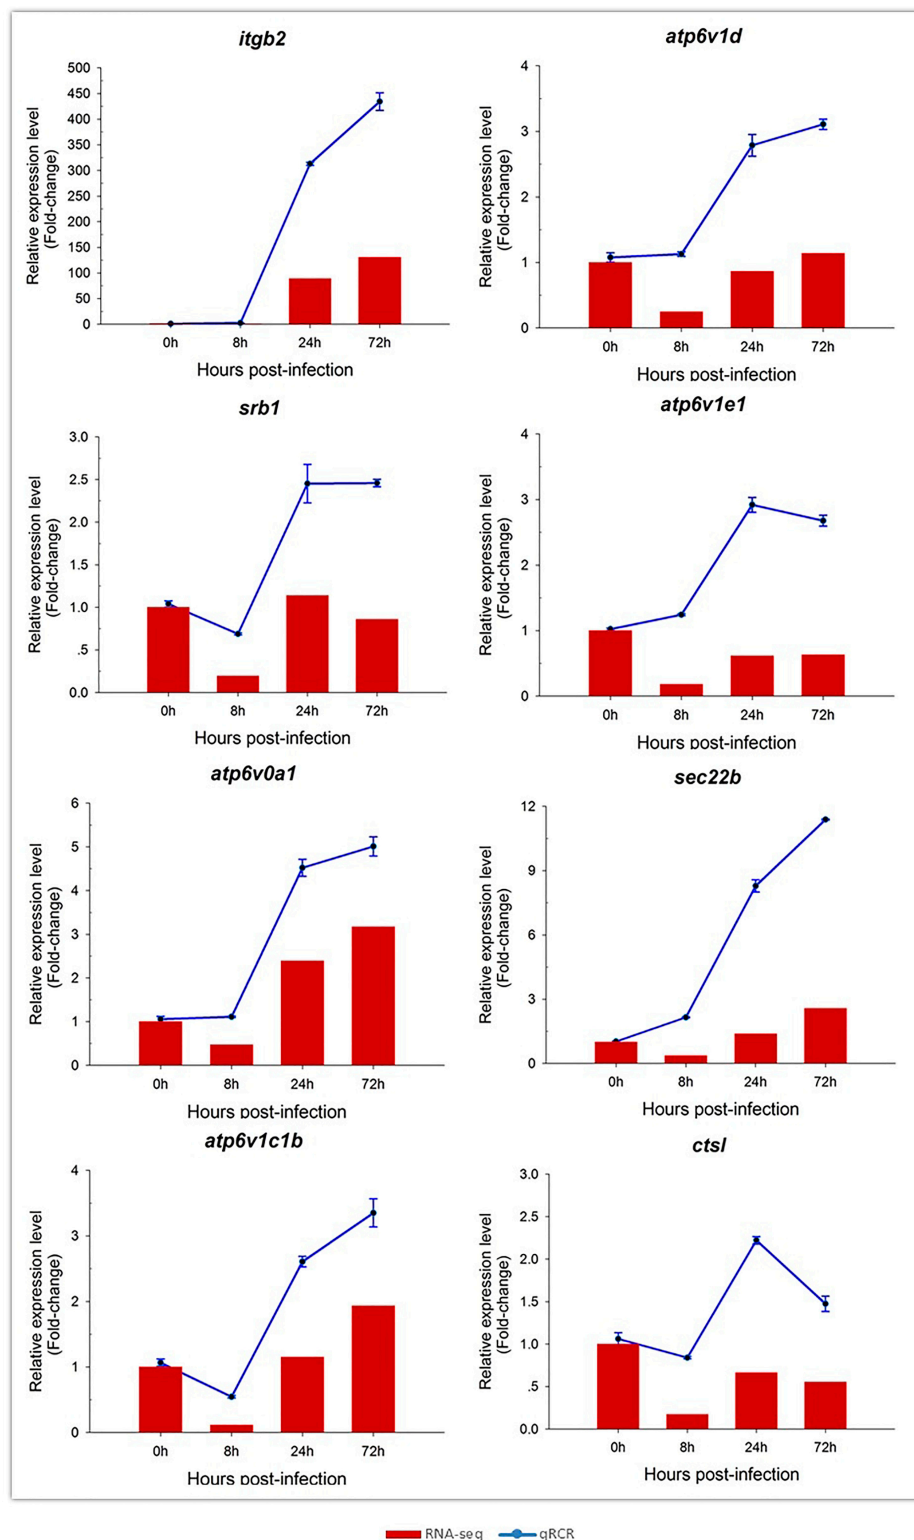 itgb2
Relative expression level
(Fold-change)
500
450
400
350
300
250
200
150
100
50
0
0h 8h 24h 72h
Hours post-infection
atp6v1d
Relative expression level
(Fold-change)
4
3
2
1
0
0h 8h 24h 72h
Hours post-infection
srb1
Relative expression level
(Fold-change)
3.0
2.5
2.0
1.5
1.0
.5
0.0
0h 8h 24h 72h
Hours post-infection
atp6v1e1
Relative expression level
(Fold-change)
4
3
2
1
0
0h 8h 24h 72h
Hours post-infection
atp6v0a1
Relative expression level
(Fold-change)
6
5
4
3
2
1
0
0h 8h 24h 72h
Hours post-infection
sec22b
Relative expression level
(Fold-change)
12
9
6
3
0
0h 8h 24h 72h
Hours post-infection
atp6v1c1b
Relative expression level
(Fold-change)
4
3
2
1
0
0h 8h 24h 72h
Hours post-infection
ctsl
Relative expression level
(Fold-change)
3.0
2.5
2.0
1.5
1.0
.5
0.0
0h 8h 24h 72h
Hours post-infection
RNA-seq qRCR